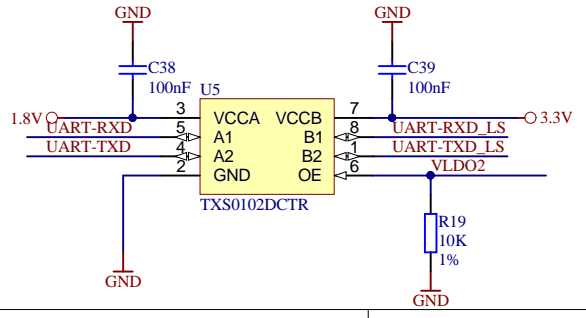 GND
GND
C38
100nF
C39
100nF
U5
1.8V
3
VCCA
VCCB
7
3.3V
UART-RXD
5
A1
B1
8
UART-RXD_LS
UART-TXD
4
A2
B2
1
UART-TXD_LS
2
GND
OE
6
VLDO2
TXS0102DCTR
R19
10K
1%
GND
GND